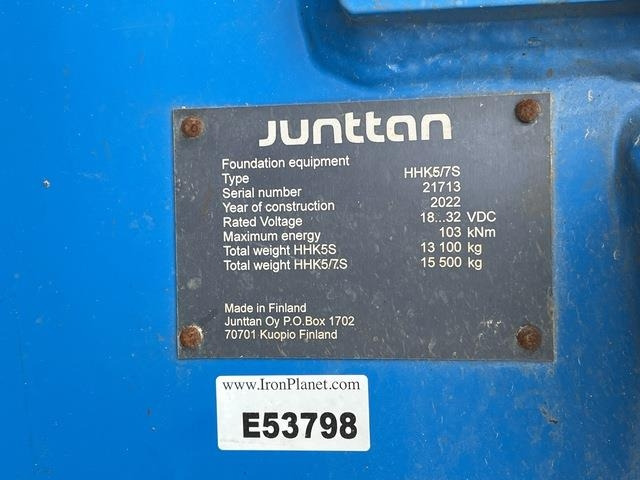 Junttan
Foundation equipment
Type HHK5/7S
Serial number 21713
Year of construction 2022
Rated Voltage 18...32 VDC
Maximum energy 103 kNm
Total weight HHK5S 13 100 kg
Total weight HHK5/7S 15 500 kg
Made in Finland
Junttan Oy P.O.Box 1702
70701 Kuopio Finland
www.IronPlanet.com
E53798